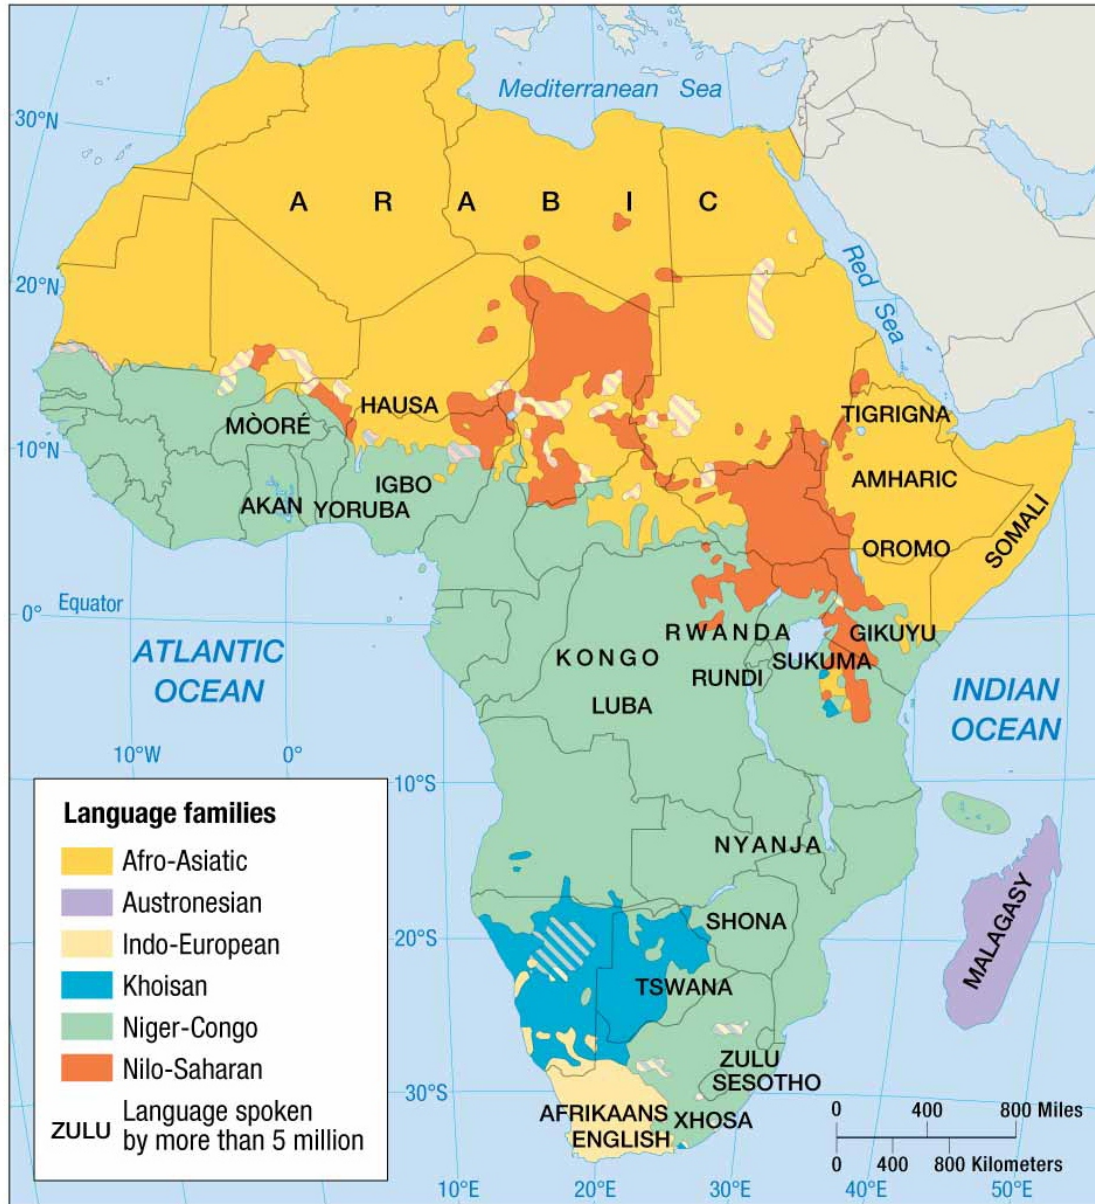 Mediterranean Sea
30°N
A R A B I C
20°N
Red Sea
HAUSA
TIGRIGNA
MÒORÉ
10°N
AMHARIC
IGBO
AKAN
YORUBA
SOMALI
OROMO
Equator
0°
RWANDA
GIKUYU
KONGO
SUKUMA
ATLANTIC
OCEAN
RUNDI
LUBA
INDIAN
OCEAN
10°W
0°
10°S
NYANJA
SHONA
MALAGASY
20°S
TSWANA
ZULU
SESOTHO
30°S
AFRIKAANS
XHOSA
ENGLISH
Language families
Afro-Asiatic
Austronesian
Indo-European
Khoisan
Niger-Congo
Nilo-Saharan
ZULU Language spoken
by more than 5 million
0 400 800 Miles
0 400 800 Kilometers
10°E
20°E
30°E
40°E
50°E